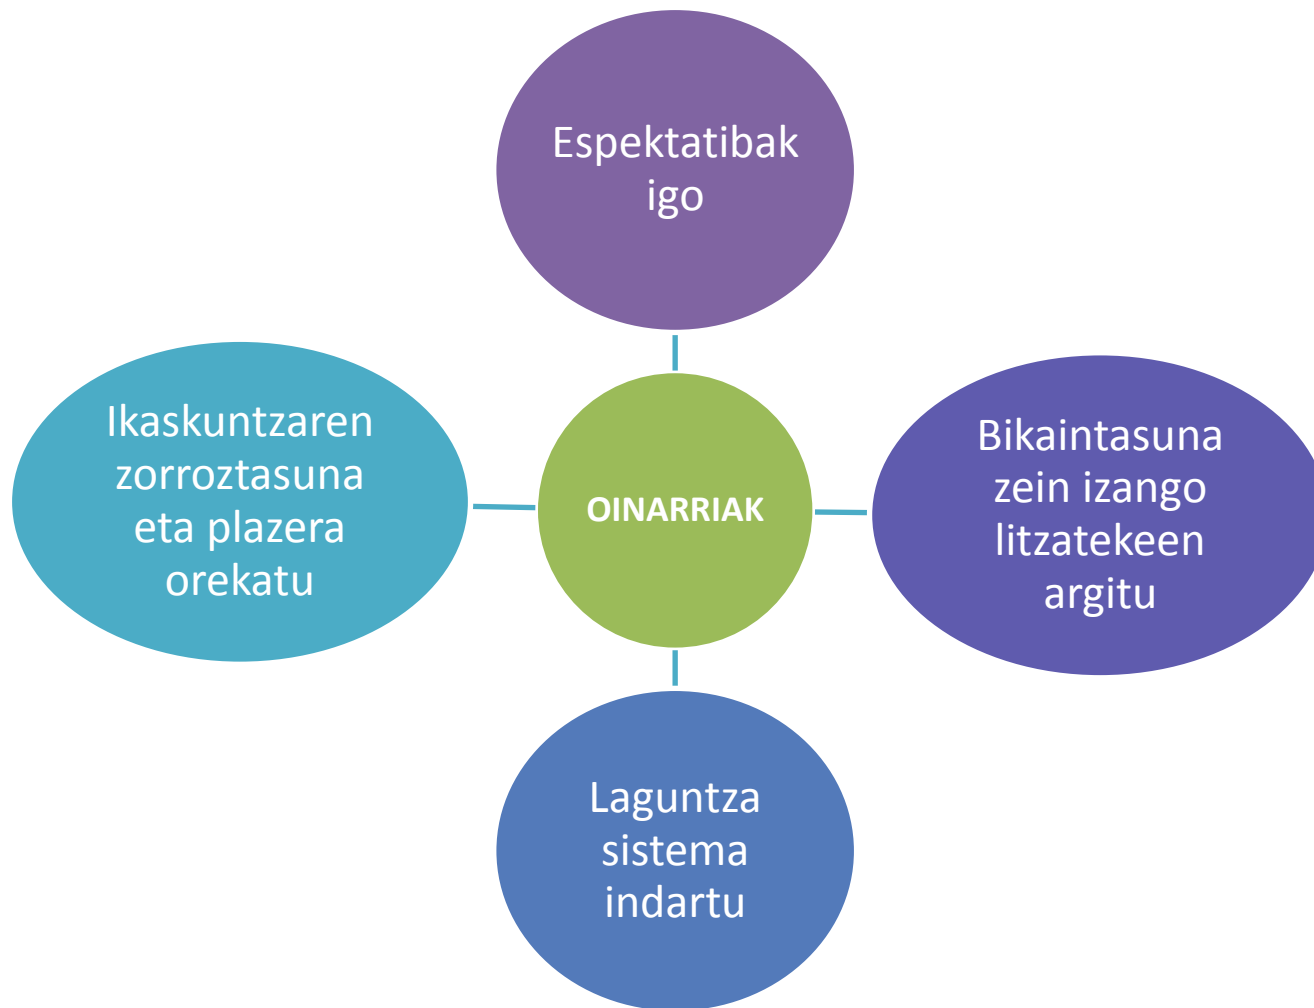 Espektatibak
igo
Ikaskuntzaren
zorroztasuna
eta plazera
orekatu
OINARRIAK
Bikaintasuna
zein izango
litzatekeen
argitu
Laguntza
sistema
indartu